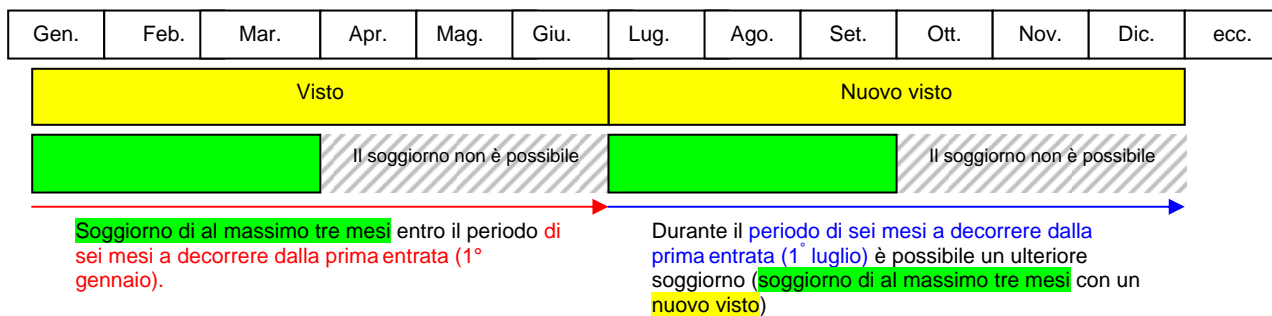 Gen. Feb. Mar. Apr. Mag. Giu. Lug. Ago. Set. Ott. Nov. Dic. ecc.
Visto Nuovo visto
Il soggiorno non è possibile Il soggiorno non è possibile
Soggiorno di al massimo tre mesi entro il periodo di
sei mesi a decorrere dalla prima entrata (1°
gennaio).
Durante il periodo di sei mesi a decorrere dalla
prima entrata (1° luglio) è possibile un ulteriore
soggiorno (soggiorno di al massimo tre mesi con un
nuovo visto)